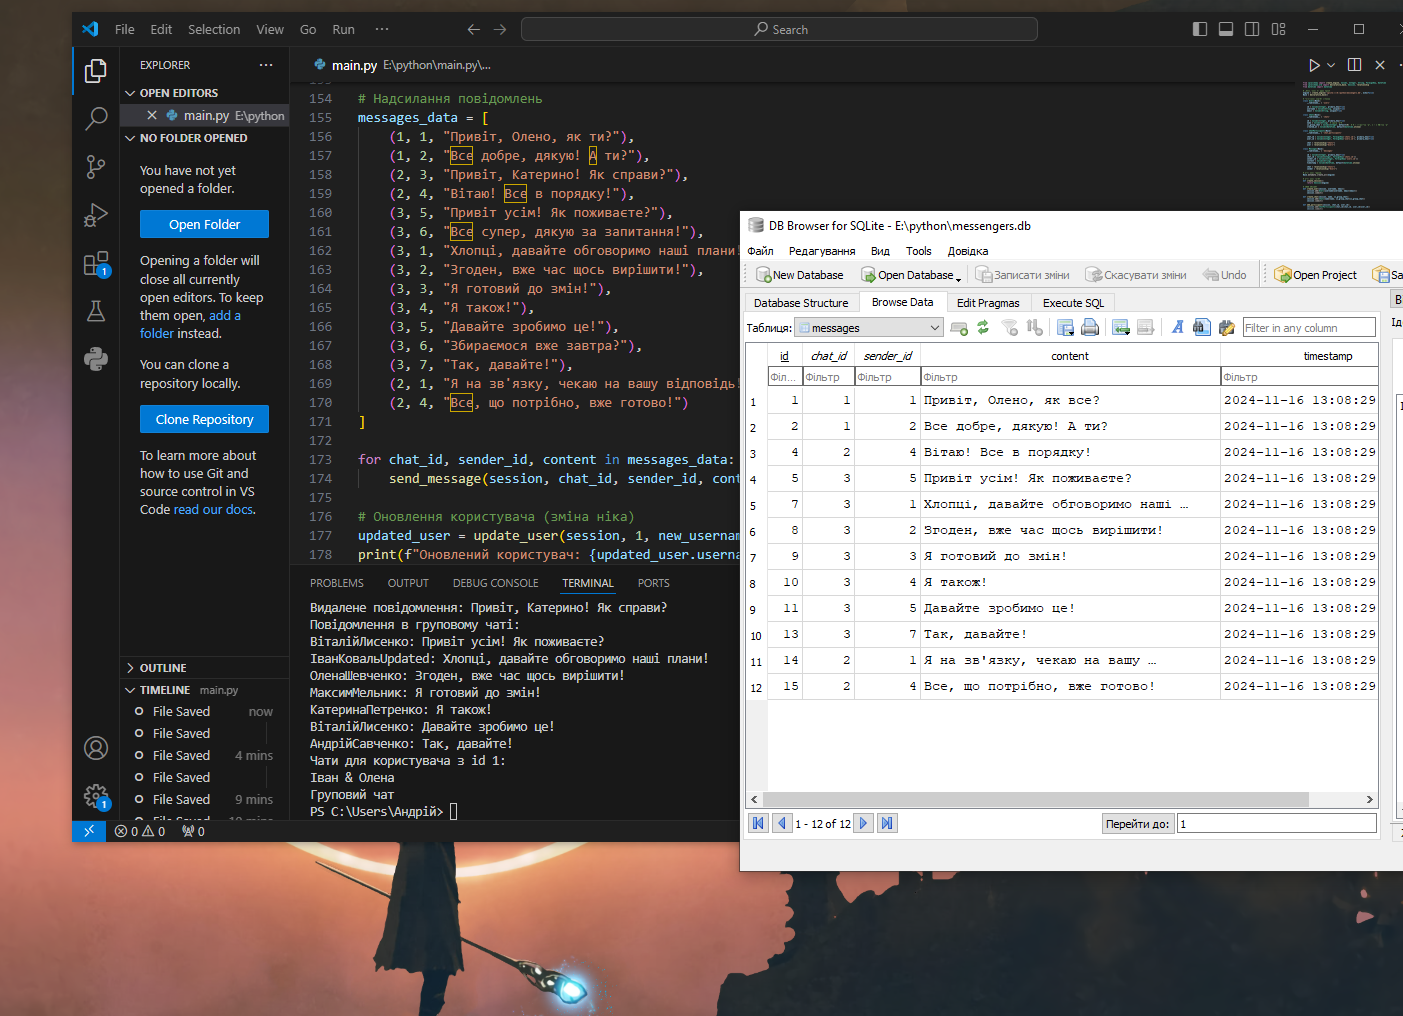 File Edit Selection View Go Run ··· Search
EXPLORER ···
OPEN EDITORS
main.py E:\python
NO FOLDER OPENED
You have not yet
opened a folder.
Open Folder
Opening a folder will
close all currently
open editors. To keep
them open, add a
folder instead.
You can clone a
repository locally.
Clone Repository
To learn more about
how to use Git and
source control in VS
Code read our docs.
OUTLINE
TIMELINE main.py
File Saved now
File Saved
File Saved 4 mins
File Saved
File Saved 9 mins
1
1
0 0 0
main.py E:\python\main.py\...
154 # Надсилання повідомлень
155 messages_data = [
156 (1, 1, "Привіт, Олено, як ти?"),
157 (1, 2, "Все добре, дякую! А ти?"),
158 (2, 3, "Привіт, Катерино! Як справи?"),
159 (2, 4, "Вітаю! Все в порядку!"),
160 (3, 5, "Привіт усім! Як поживаєте?"),
161 (3, 6, "Все супер, дякую за запитання!"),
162 (3, 1, "Хлопці, давайте обговоримо наші плани!
163 (3, 2, "Згоден, вже час щось вирішити!"),
164 (3, 3, "Я готовий до змін!"),
165 (3, 4, "Я також!"),
166 (3, 5, "Давайте зробимо це!"),
167 (3, 6, "Збираємося вже завтра?"),
168 (3, 7, "Так, давайте!"),
169 (2, 1, "Я на зв'язку, чекаю на вашу відповідь!
170 (2, 4, "Все, що потрібно, вже готово!")
171 ]
172
173 for chat_id, sender_id, content in messages_data:
174 send_message(session, chat_id, sender_id, cont
175
176 # Оновлення користувача (зміна ніка)
177 updated_user = update_user(session, 1, new_usernam
178 print(f"Оновлений користувач: {updated_user.userna
PROBLEMS OUTPUT DEBUG CONSOLE TERMINAL PORTS
Видалене повідомлення: Привіт, Катерино! Як справи?
Повідомлення в груповому чаті:
ВіталійЛисенко: Привіт усім! Як поживаєте?
ІванКовальUpdated: Хлопці, давайте обговоримо наші плани!
ОленаШевченко: Згоден, вже час щось вирішити!
МаксимМельник: Я готовий до змін!
КатеринаПетренко: Я також!
ВіталійЛисенко: Давайте зробимо це!
АндрійСавченко: Так, давайте!
Чати для користувача з id 1:
Іван & Олена
Груповий чат
PS C:\Users\Андрій>
DB Browser for SQLite - E:\python\messengers.db
Файл Редагування Вид Tools Довідка
New Database Open Database Записати зміни Скасувати зміни Undo Open Project Sa
Database Structure Browse Data Edit Pragmas Execute SQL
Таблиця: messages Filter in any column
id chat_id sender_id content timestamp
Філ... Фільтр Фільтр Фільтр Фільтр
1 1 1 1 Привіт, Олено, як все? 2024-11-16 13:08:29
2 2 1 2 Все добре, дякую! А ти? 2024-11-16 13:08:29
3 4 2 4 Вітаю! Все в порядку! 2024-11-16 13:08:29
4 5 3 5 Привіт усім! Як поживаєте? 2024-11-16 13:08:29
5 7 3 1 Хлопці, давайте обговоримо наші … 2024-11-16 13:08:29
6 8 3 2 Згоден, вже час щось вирішити! 2024-11-16 13:08:29
7 9 3 3 Я готовий до змін! 2024-11-16 13:08:29
8 10 3 4 Я також! 2024-11-16 13:08:29
9 11 3 5 Давайте зробимо це! 2024-11-16 13:08:29
10 13 3 7 Так, давайте! 2024-11-16 13:08:29
11 14 2 1 Я на зв'язку, чекаю на вашу … 2024-11-16 13:08:29
12 15 2 4 Все, що потрібно, вже готово! 2024-11-16 13:08:29
1 - 12 of 12 Перейти до: 1